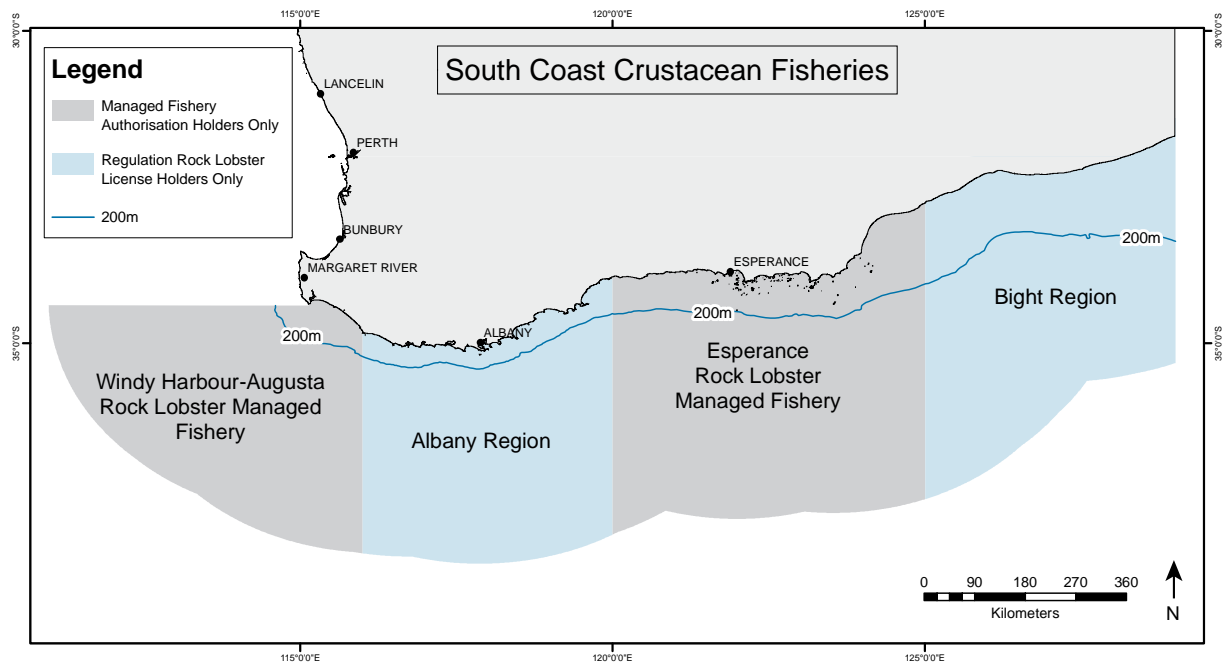 115°0'0"E
120°0'0"E
125°0'0"E
30°0'0"S
30°0'0"S
South Coast Crustacean Fisheries
Legend
Managed Fishery
Authorisation Holders Only
Regulation Rock Lobster
License Holders Only
200m
LANCELIN
PERTH
BUNBURY
MARGARET RIVER
ALBANY
ESPERANCE
200m
200m
200m
Bight Region
35°0'0"S
35°0'0"S
Windy Harbour-Augusta
Rock Lobster Managed
Fishery
Albany Region
Esperance
Rock Lobster
Managed Fishery
0 90 180 270 360
Kilometers
N
115°0'0"E
120°0'0"E
125°0'0"E